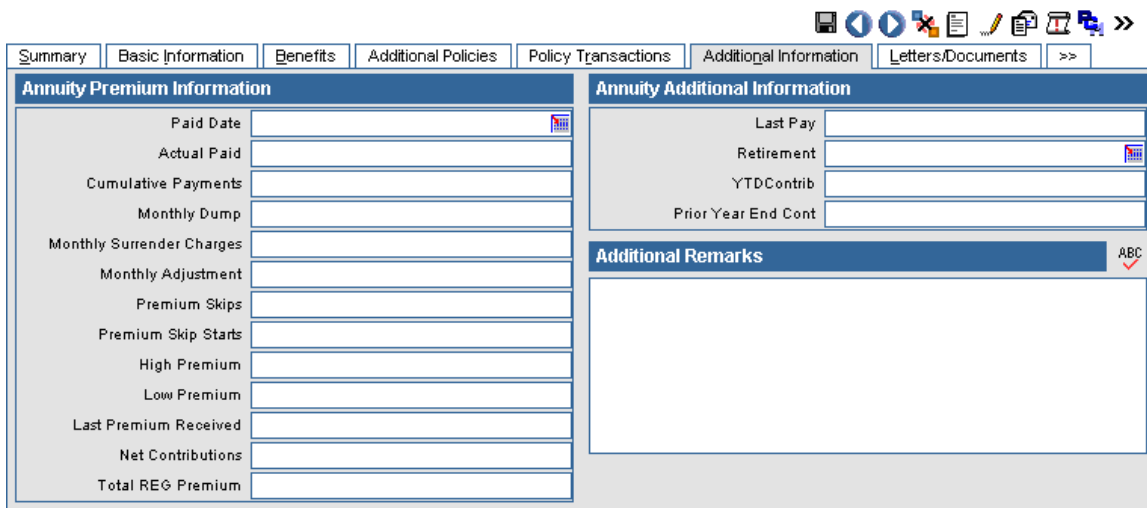 Summary Basic Information Benefits Additional Policies Policy Transactions Additional Information Letters/Documents >>
Annuity Premium Information
Paid Date
Actual Paid
Cumulative Payments
Monthly Dump
Monthly Surrender Charges
Monthly Adjustment
Premium Skips
Premium Skip Starts
High Premium
Low Premium
Last Premium Received
Net Contributions
Total REG Premium
Annuity Additional Information
Last Pay
Retirement
YTDContrib
Prior Year End Cont
Additional Remarks
ABC